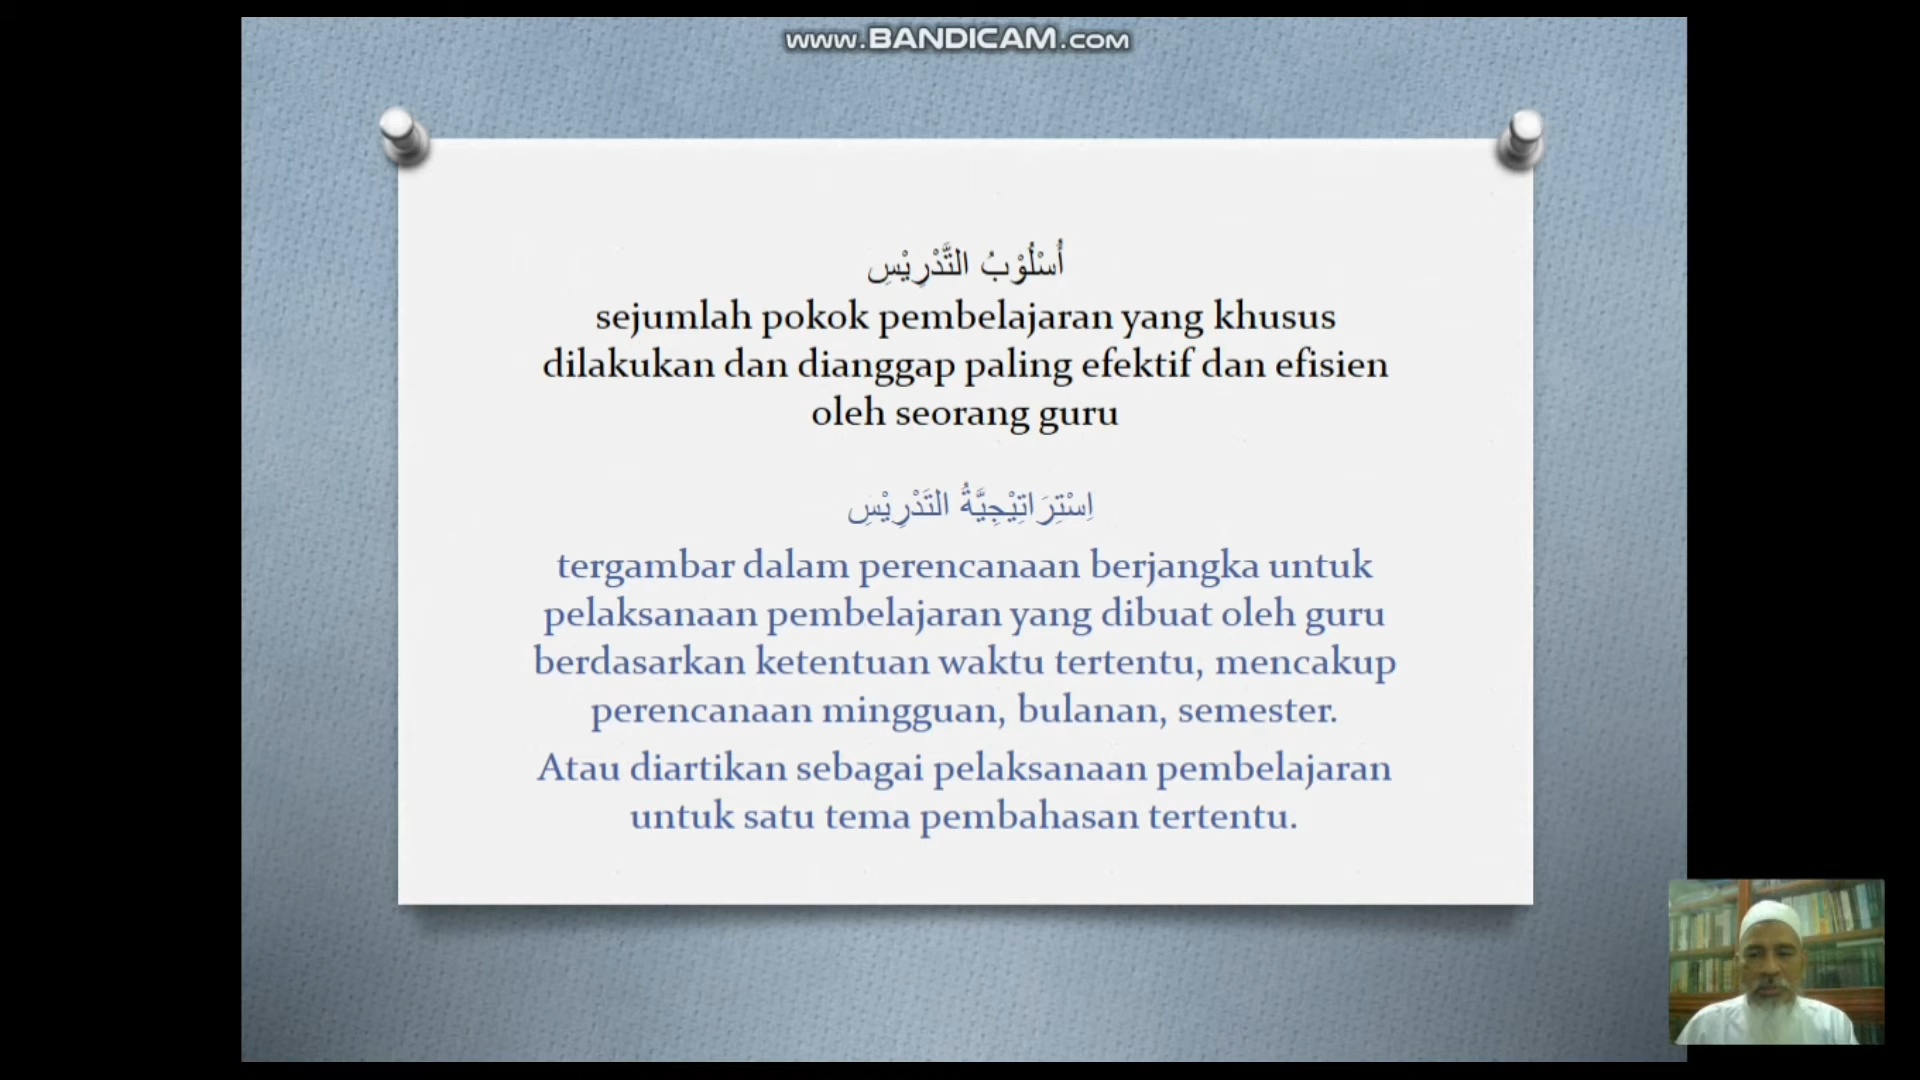 www.BANDICAM.com
أُسْلُوْبُ التَّدْرِيْسِ
sejumlah pokok pembelajaran yang khusus
dilakukan dan dianggap paling efektif dan efisien
oleh seorang guru
اِسْتِرَاتِيْجِيَّةُ التَدْرِيْسِ
tergambar dalam perencanaan berjangka untuk
pelaksanaan pembelajaran yang dibuat oleh guru
berdasarkan ketentuan waktu tertentu, mencakup
perencanaan mingguan, bulanan, semester.
Atau diartikan sebagai pelaksanaan pembelajaran
untuk satu tema pembahasan tertentu.